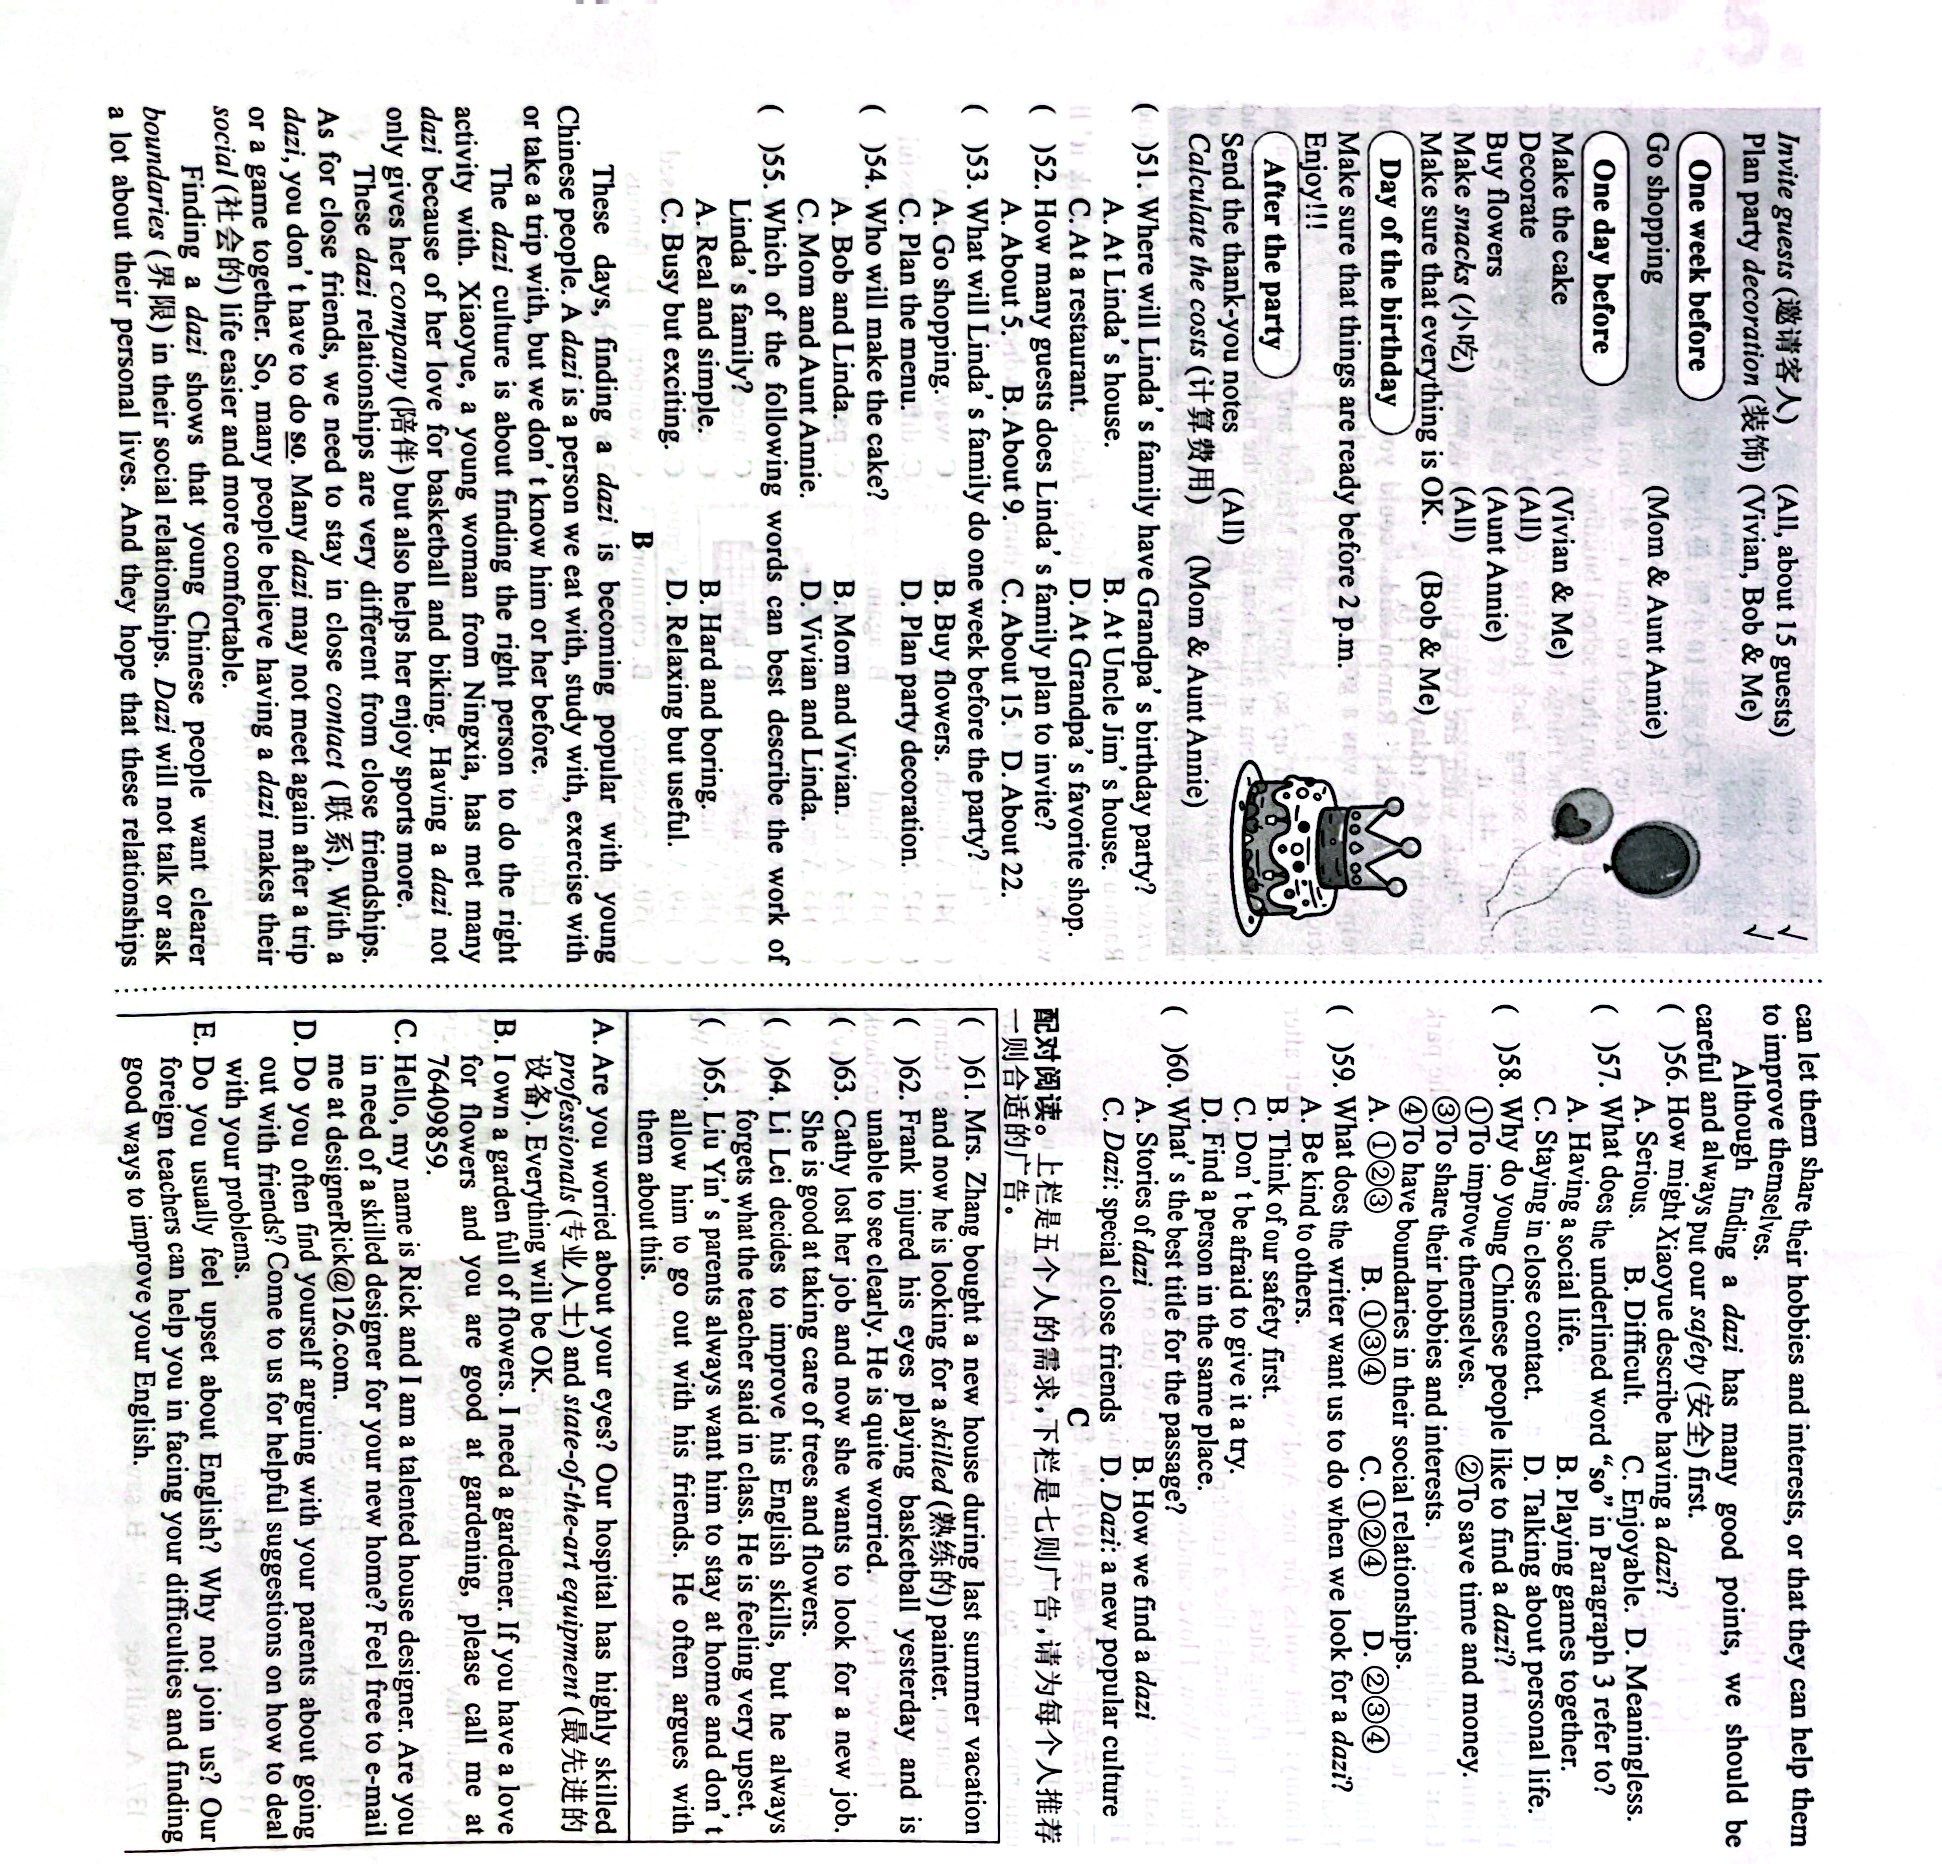 Invite guests (邀请客人) (All, about 15 guests) √
Plan party decoration (装饰) (Vivian, Bob & Me) √
One week before
Go shopping (Mom & Aunt Annie)
One day before
Make the cake (Vivian & Me)
Decorate (All)
Buy flowers (Aunt Annie)
Make snacks (小吃) (All)
Make sure that everything is OK. (Bob & Me)
Day of the birthday
Make sure that things are ready before 2 p.m.
Enjoy!!!
After the party
Send the thank-you notes (All)
Calculate the costs (计算费用) (Mom & Aunt Annie)
( )51. Where will Linda's family have Grandpa's birthday party?
A. At Linda's house. B. At Uncle Jim's house.
C. At a restaurant. D. At Grandpa's favorite shop.
( )52. How many guests does Linda's family plan to invite?
A. About 5. B. About 9. C. About 15. D. About 22.
( )53. What will Linda's family do one week before the party?
A. Go shopping. B. Buy flowers.
C. Plan the menu. D. Plan party decoration.
( )54. Who will make the cake?
A. Bob and Linda. B. Mom and Vivian.
C. Mom and Aunt Annie. D. Vivian and Linda.
( )55. Which of the following words can best describe the work of
Linda's family?
A. Real and simple. B. Hard and boring.
C. Busy but exciting. D. Relaxing but useful.
B
These days, finding a dazi is becoming popular with young
Chinese people. A dazi is a person we eat with, study with, exercise with
or take a trip with, but we don't know him or her before.
The dazi culture is about finding the right person to do the right
activity with. Xiaoyue, a young woman from Ningxia, has met many
dazi because of her love for basketball and biking. Having a dazi not
only gives her company (陪伴) but also helps her enjoy sports more.
These dazi relationships are very different from close friendships.
As for close friends, we need to stay in close contact (联系). With a
dazi, you don't have to do so. Many dazi may not meet again after a trip
or a game together. So, many people believe having a dazi makes their
social (社会的) life easier and more comfortable.
Finding a dazi shows that young Chinese people want clearer
boundaries (界限) in their social relationships. Dazi will not talk or ask
a lot about their personal lives. And they hope that these relationships
can let them share their hobbies and interests, or that they can help them
to improve themselves.
Although finding a dazi has many good points, we should be
careful and always put our safety (安全) first.
( )56. How might Xiaoyue describe having a dazi?
A. Serious. B. Difficult. C. Enjoyable. D. Meaningless.
( )57. What does the underlined word "so" in Paragraph 3 refer to?
A. Having a social life. B. Playing games together.
C. Staying in close contact. D. Talking about personal life.
( )58. Why do young Chinese people like to find a dazi?
①To improve themselves. ②To save time and money.
③To share their hobbies and interests.
④To have boundaries in their social relationships.
A. ①②③ B. ①③④ C. ①②④ D. ②③④
( )59. What does the writer want us to do when we look for a dazi?
A. Be kind to others.
B. Think of our safety first.
C. Don't be afraid to give it a try.
D. Find a person in the same place.
( )60. What's the best title for the passage?
A. Stories of dazi B. How we find a dazi
C. Dazi: special close friends D. Dazi: a new popular culture
C
配对阅读。上栏是五个人的需求,下栏是七则广告,请为每个人推荐
一则合适的广告。
( )61. Mrs. Zhang bought a new house during last summer vacation
and now he is looking for a skilled (熟练的) painter.
( )62. Frank injured his eyes playing basketball yesterday and is
unable to see clearly. He is quite worried.
( )63. Cathy lost her job and now she wants to look for a new job.
She is good at taking care of trees and flowers.
( )64. Li Lei decides to improve his English skills, but he always
forgets what the teacher said in class. He is feeling very upset.
( )65. Liu Yin's parents always want him to stay at home and don't
allow him to go out with his friends. He often argues with
them about this.
A. Are you worried about your eyes? Our hospital has highly skilled
professionals (专业人士) and state-of-the-art equipment (最先进的
设备). Everything will be OK.
B. I own a garden full of flowers. I need a gardener. If you have a love
for flowers and you are good at gardening, please call me at
76409859.
C. Hello, my name is Rick and I am a talented house designer. Are you
in need of a skilled designer for your new home? Feel free to e-mail
me at designerRick@126.com.
D. Do you often find yourself arguing with your parents about going
out with friends? Come to us for helpful suggestions on how to deal
with your problems.
E. Do you usually feel upset about English? Why not join us? Our
foreign teachers can help you in facing your difficulties and finding
good ways to improve your English.